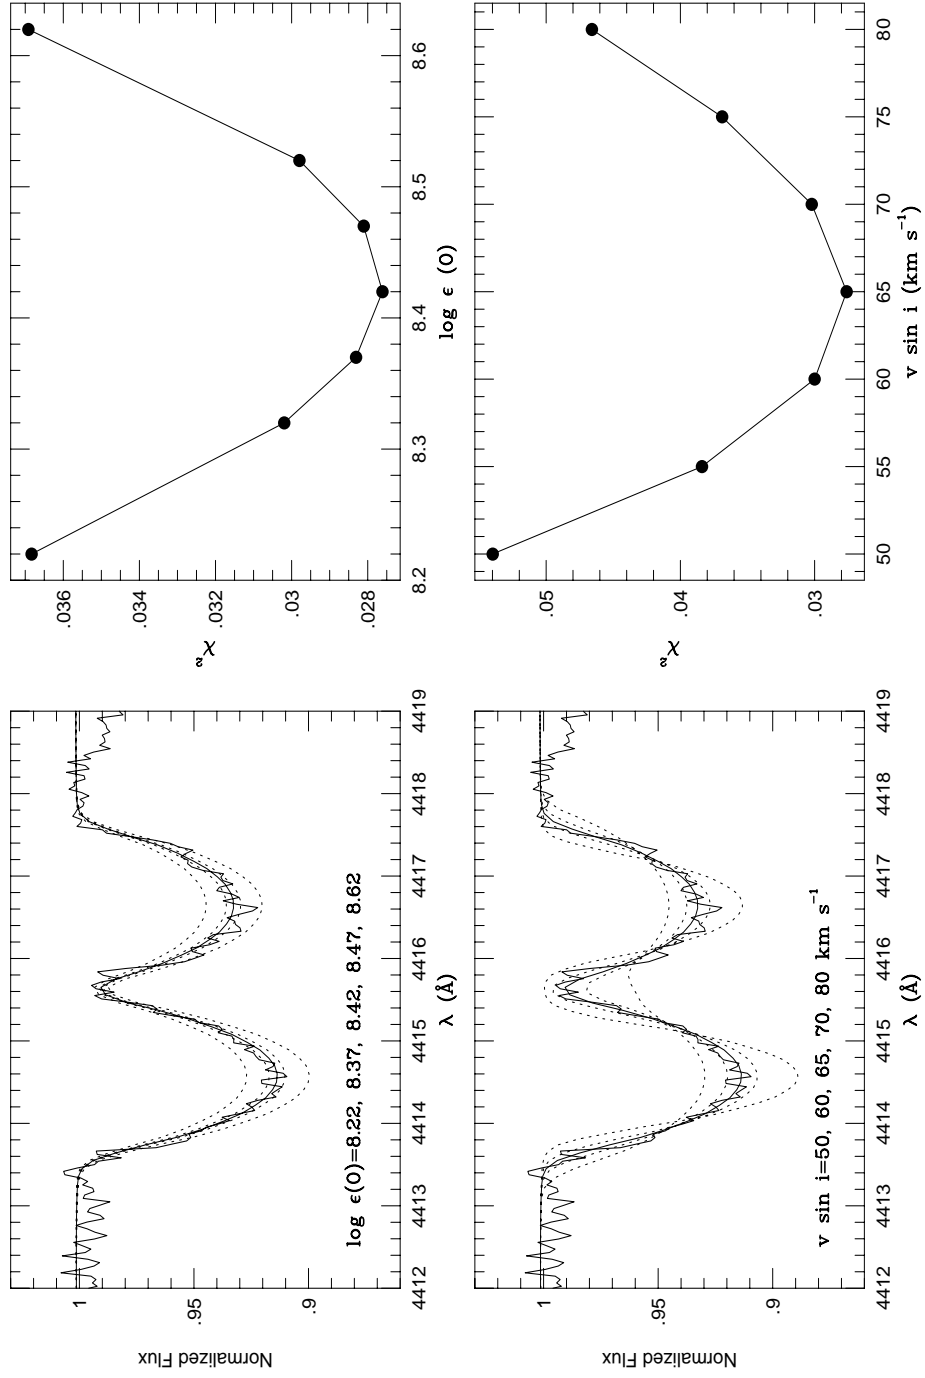 Normalized Flux
1
.95
.9
4412 4413 4414 4415 4416 4417 4418 4419
λ (Å)
log ϵ(O)=8.22, 8.37, 8.42, 8.47, 8.62
χ²
.036
.034
.032
.03
.028
8.2 8.3 8.4 8.5 8.6
log ϵ (O)
Normalized Flux
1
.95
.9
4412 4413 4414 4415 4416 4417 4418 4419
λ (Å)
v sin i=50, 60, 65, 70, 80 km s⁻¹
χ²
.05
.04
.03
50 55 60 65 70 75 80
v sin i (km s⁻¹)